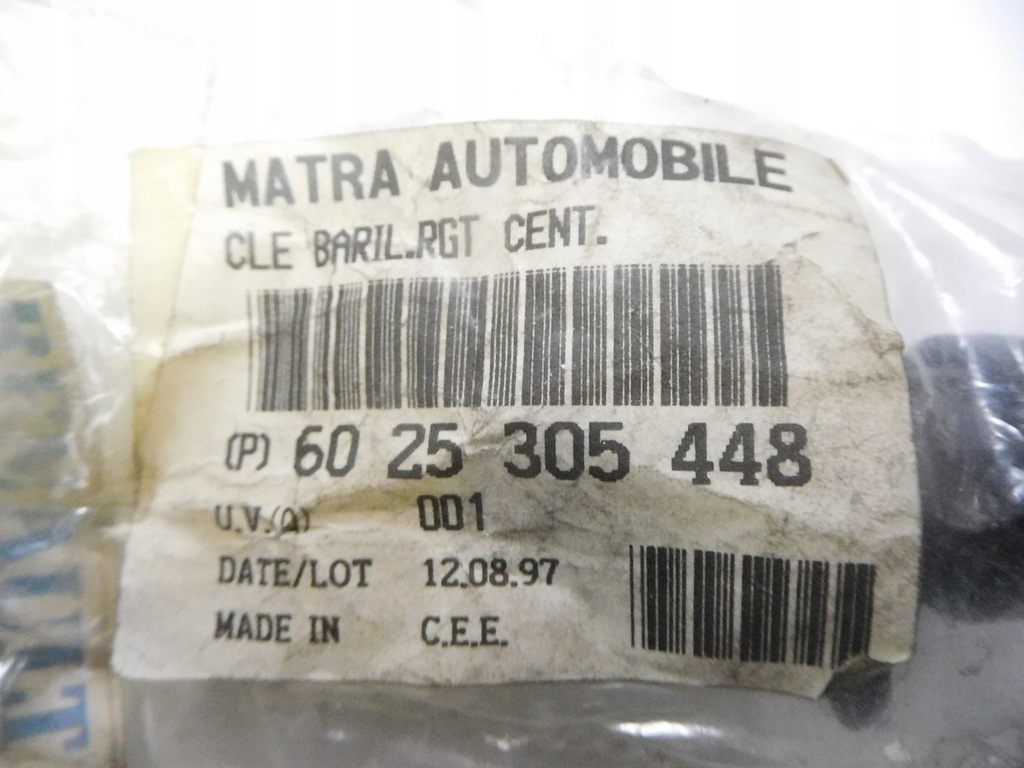 MATRA AUTOMOBILE
CLE BARIL.RGT CENT.
(P) 60 25 305 448
U.V.(Q) 001
DATE/LOT 12.08.97
MADE IN C.E.E.